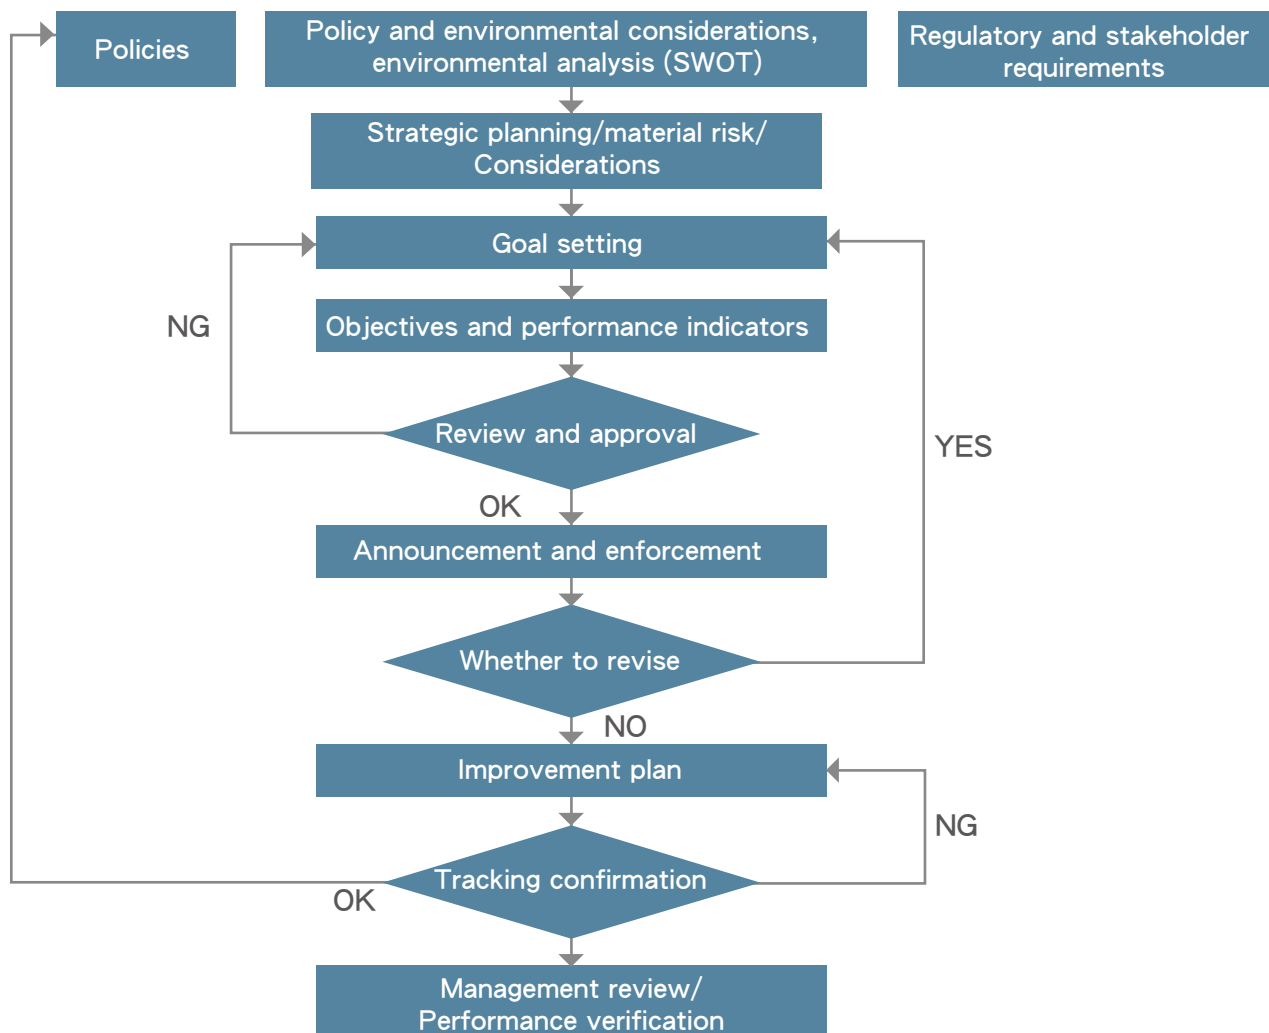 Policies
Policy and environmental considerations,
environmental analysis (SWOT)
Regulatory and stakeholder
requirements
Strategic planning/material risk/
Considerations
Goal setting
NG
Objectives and performance indicators
Review and approval
YES
OK
Announcement and enforcement
Whether to revise
NO
Improvement plan
NG
Tracking confirmation
OK
Management review/
Performance verification